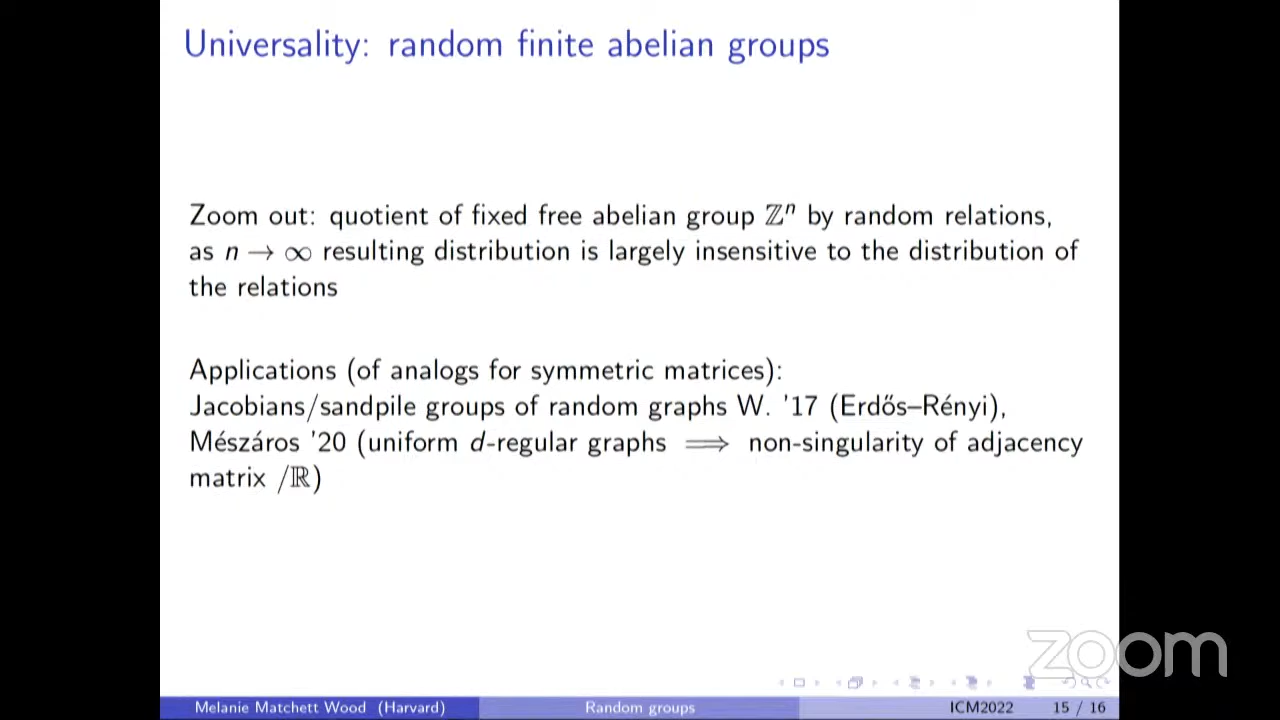 Universality: random finite abelian groups
Zoom out: quotient of fixed free abelian group ℤⁿ by random relations,
as n → ∞ resulting distribution is largely insensitive to the distribution of
the relations
Applications (of analogs for symmetric matrices):
Jacobians/sandpile groups of random graphs W. '17 (Erdős–Rényi),
Mészáros '20 (uniform d-regular graphs ⟹ non-singularity of adjacency
matrix /ℝ)
zoom
Melanie Matchett Wood (Harvard) Random groups ICM2022 15 / 16